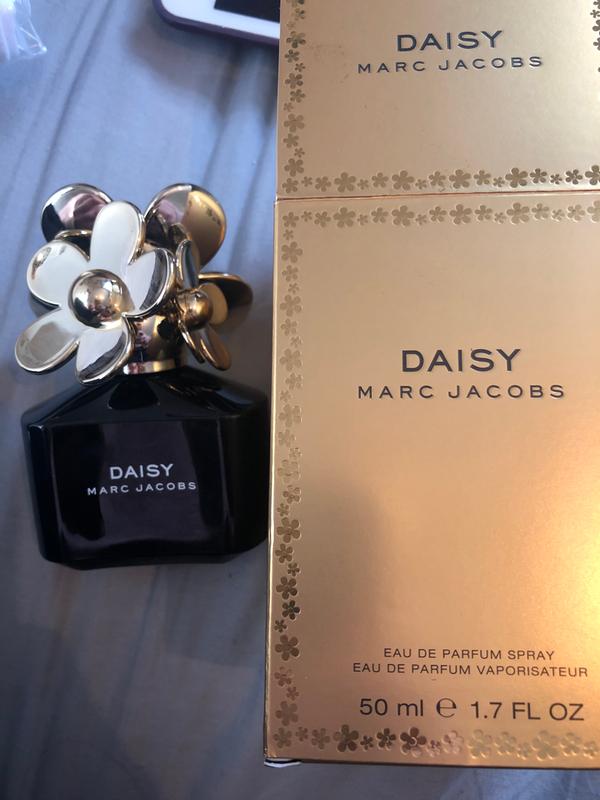 DAISY
MARC JACOBS
DAISY
MARC JACOBS
EAU DE PARFUM SPRAY
EAU DE PARFUM VAPORISATEUR
50 ml ℮ 1.7 FL OZ
DAISY
MARC JACOBS